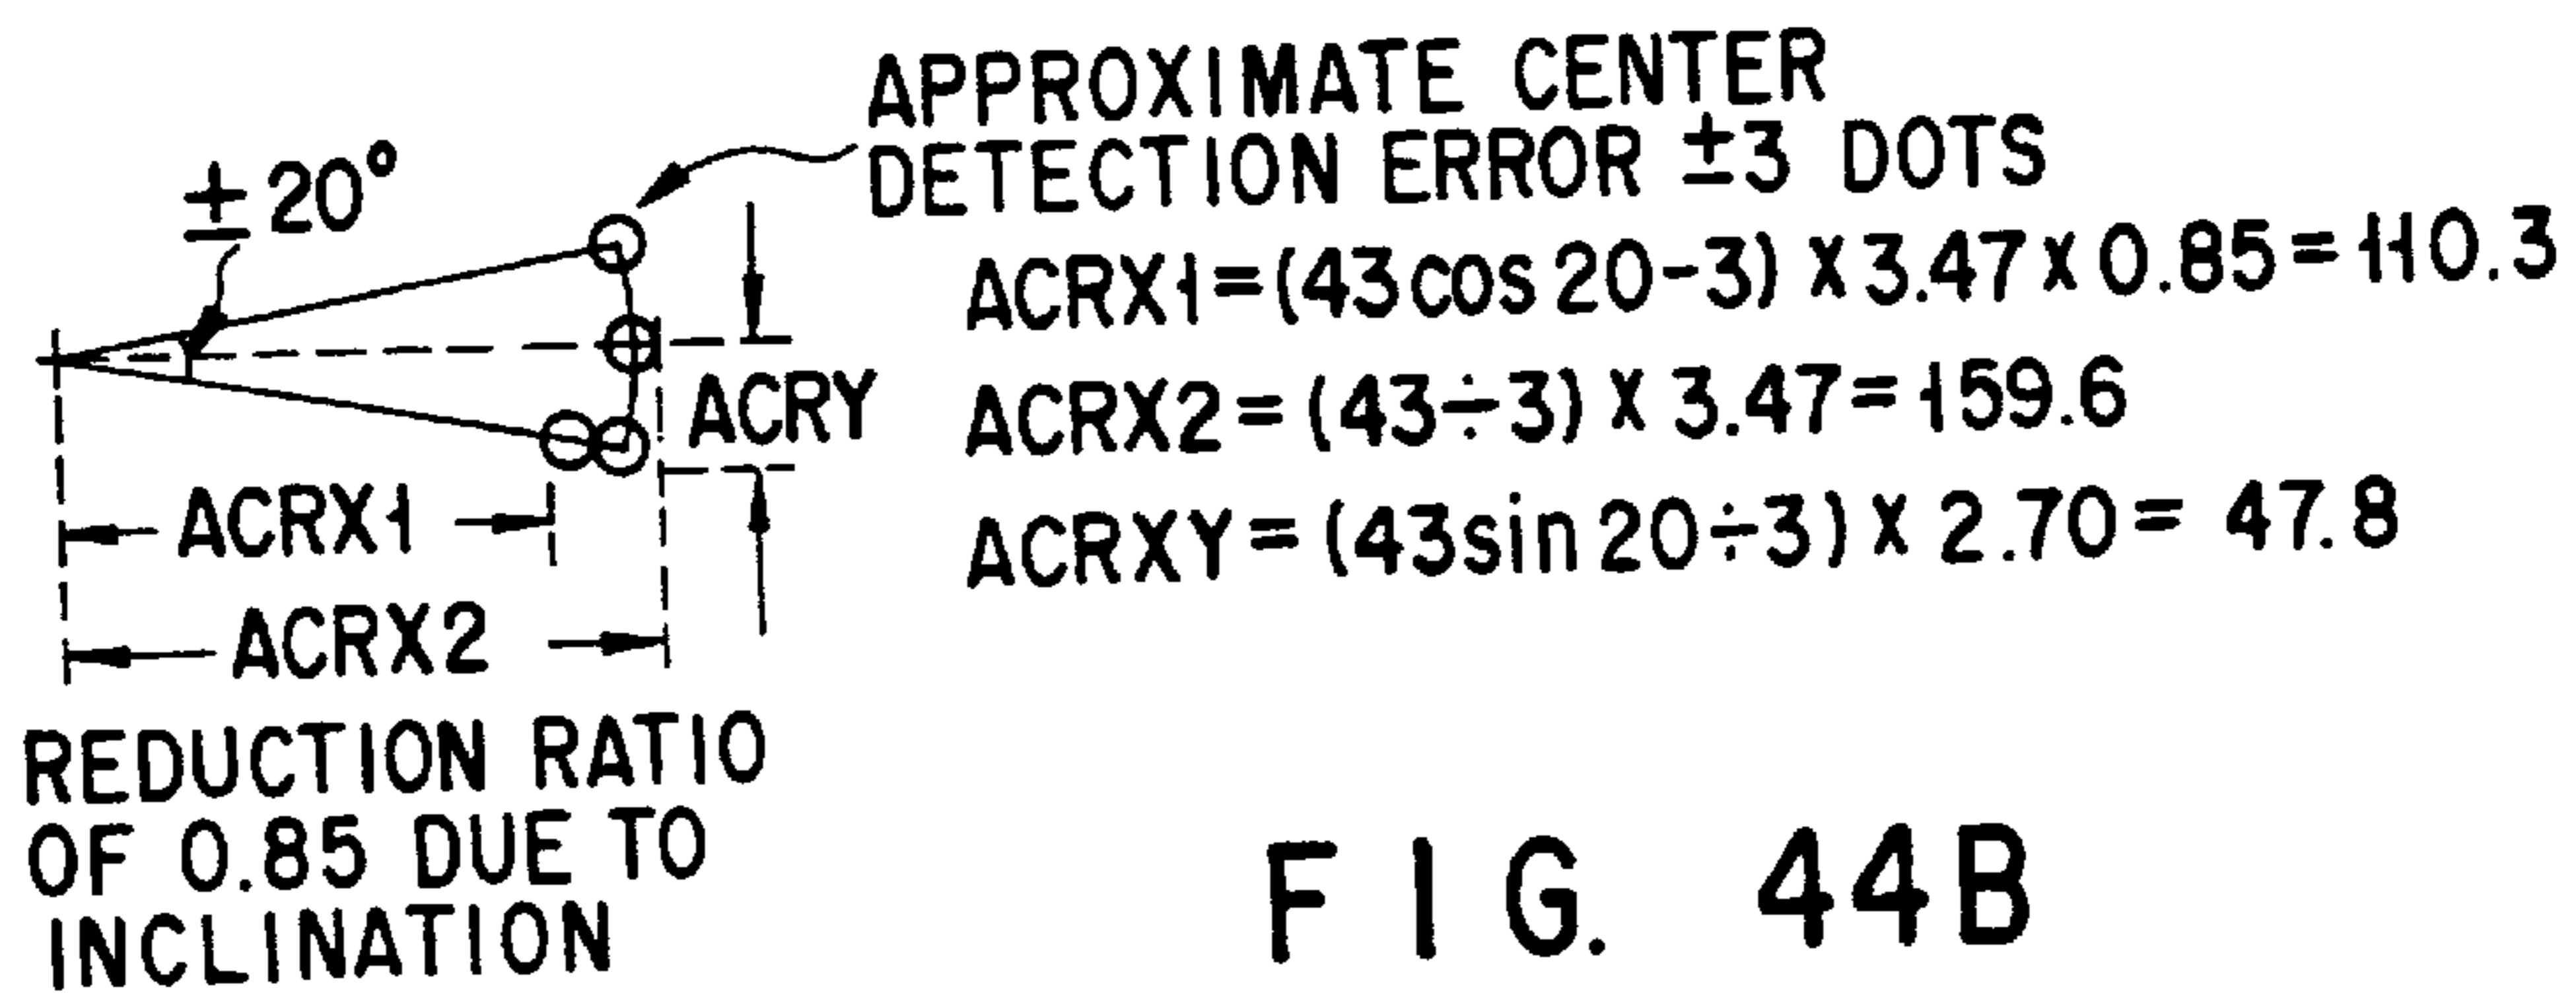 APPROXIMATE CENTER
DETECTION ERROR ±3 DOTS
±20°
ACRX1=(43cos20-3)X3.47X0.85=110.3
ACRX2=(43÷3)X3.47=159.6
ACRXY=(43sin20÷3)X2.70=47.8
ACRY
ACRX1
ACRX2
REDUCTION RATIO
OF 0.85 DUE TO
INCLINATION
FIG. 44B